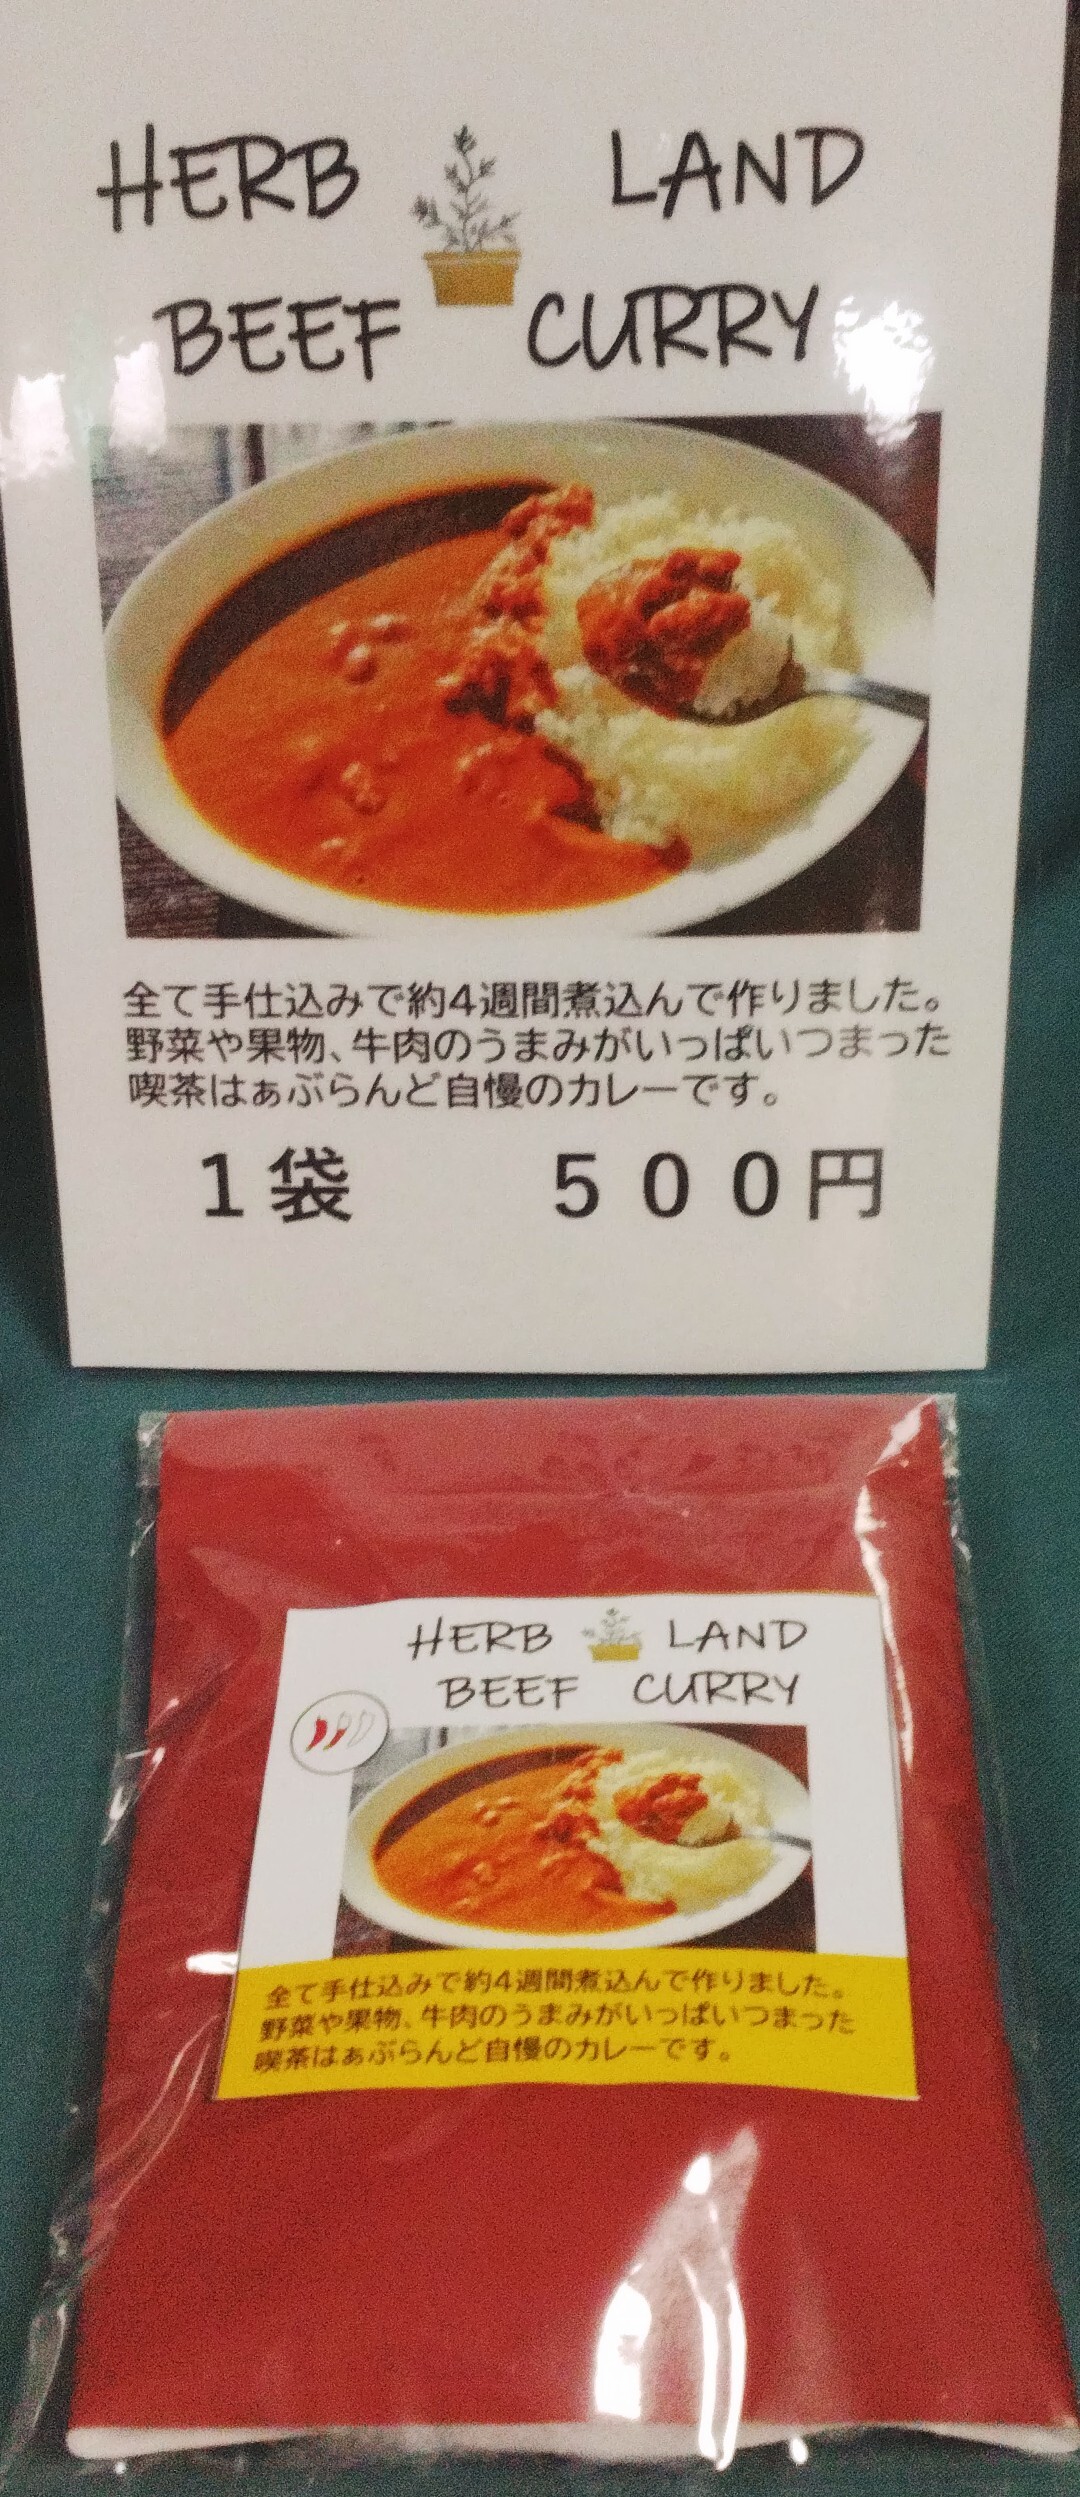 HERB LAND
BEEF CURRY
全て手仕込みで約4週間煮込んで作りました。
野菜や果物、牛肉のうまみがいっぱいつまった
喫茶はぁぶらんど自慢のカレーです。
1袋 500円
HERB LAND
BEEF CURRY
全て手仕込みで約4週間煮込んで作りました。
野菜や果物、牛肉のうまみがいっぱいつまった
喫茶はぁぶらんど自慢のカレーです。